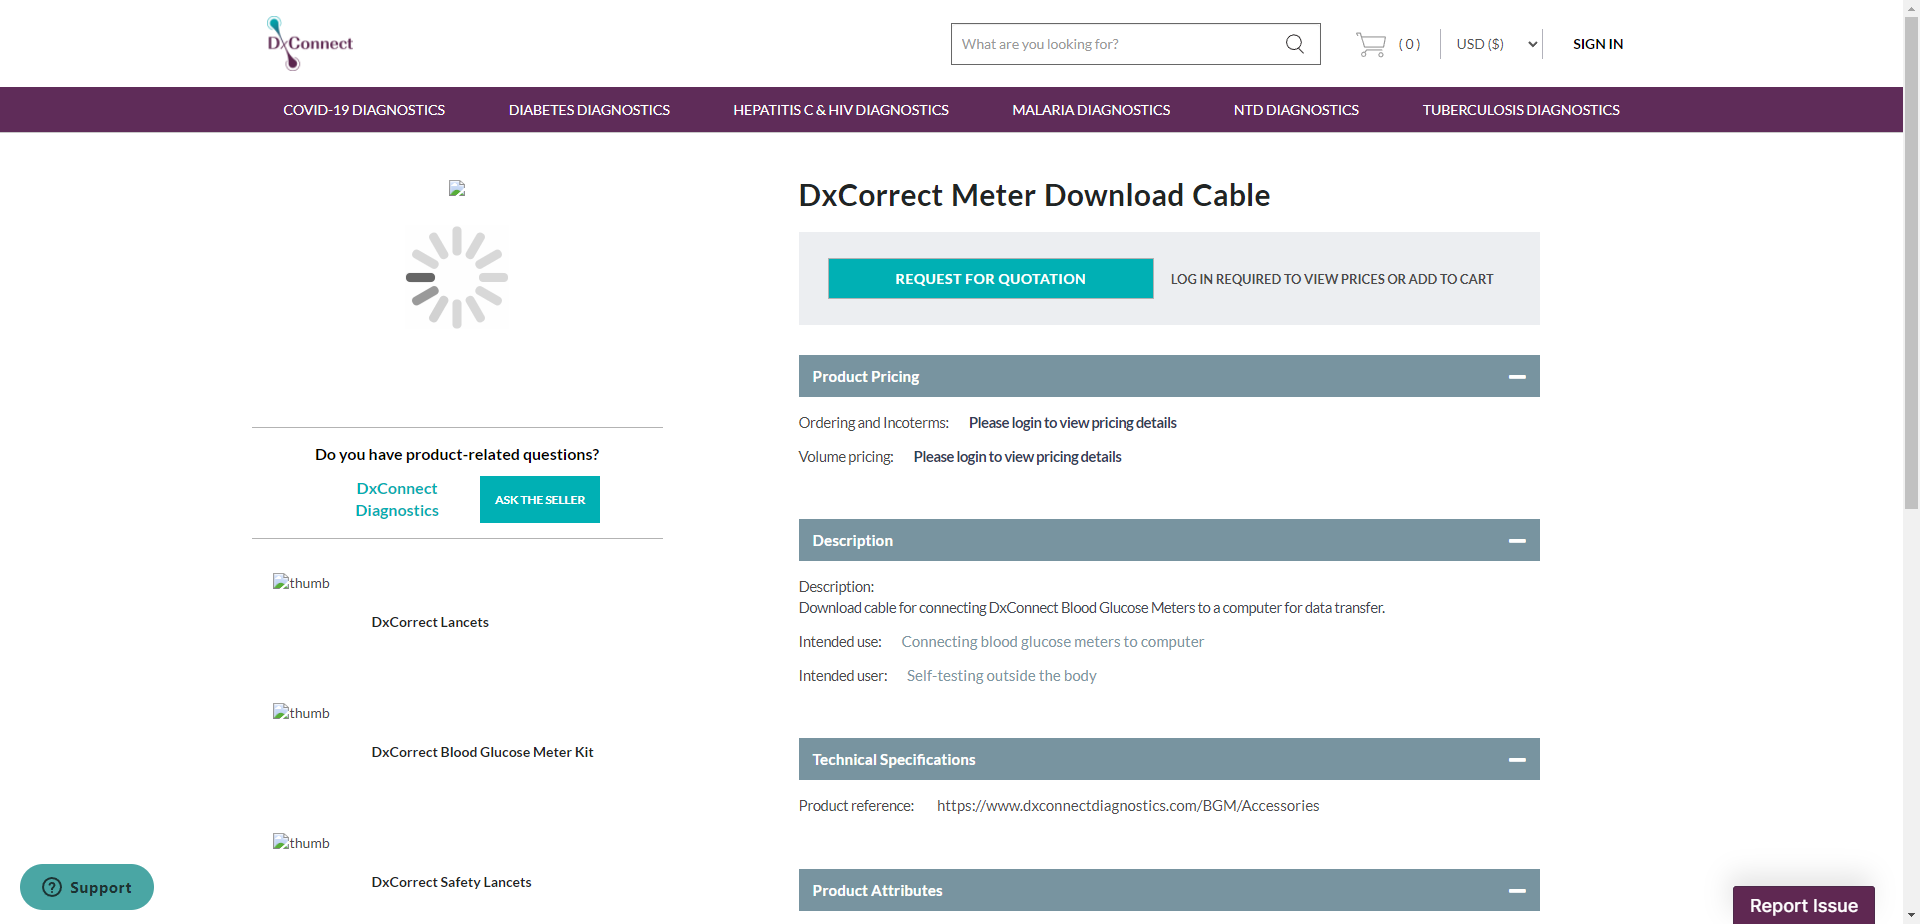 DxConnect
What are you looking for?
( 0 )
USD ($)
SIGN IN
COVID-19 DIAGNOSTICS
DIABETES DIAGNOSTICS
HEPATITIS C & HIV DIAGNOSTICS
MALARIA DIAGNOSTICS
NTD DIAGNOSTICS
TUBERCULOSIS DIAGNOSTICS
DxCorrect Meter Download Cable
REQUEST FOR QUOTATION
LOG IN REQUIRED TO VIEW PRICES OR ADD TO CART
Product Pricing
Ordering and Incoterms: Please login to view pricing details
Volume pricing: Please login to view pricing details
Do you have product-related questions?
DxConnect
Diagnostics
ASK THE SELLER
thumb
DxCorrect Lancets
thumb
DxCorrect Blood Glucose Meter Kit
thumb
DxCorrect Safety Lancets
Description
Description:
Download cable for connecting DxConnect Blood Glucose Meters to a computer for data transfer.
Intended use: Connecting blood glucose meters to computer
Intended user: Self-testing outside the body
Technical Specifications
Product reference: https://www.dxconnectdiagnostics.com/BGM/Accessories
Product Attributes
Support
Report Issue